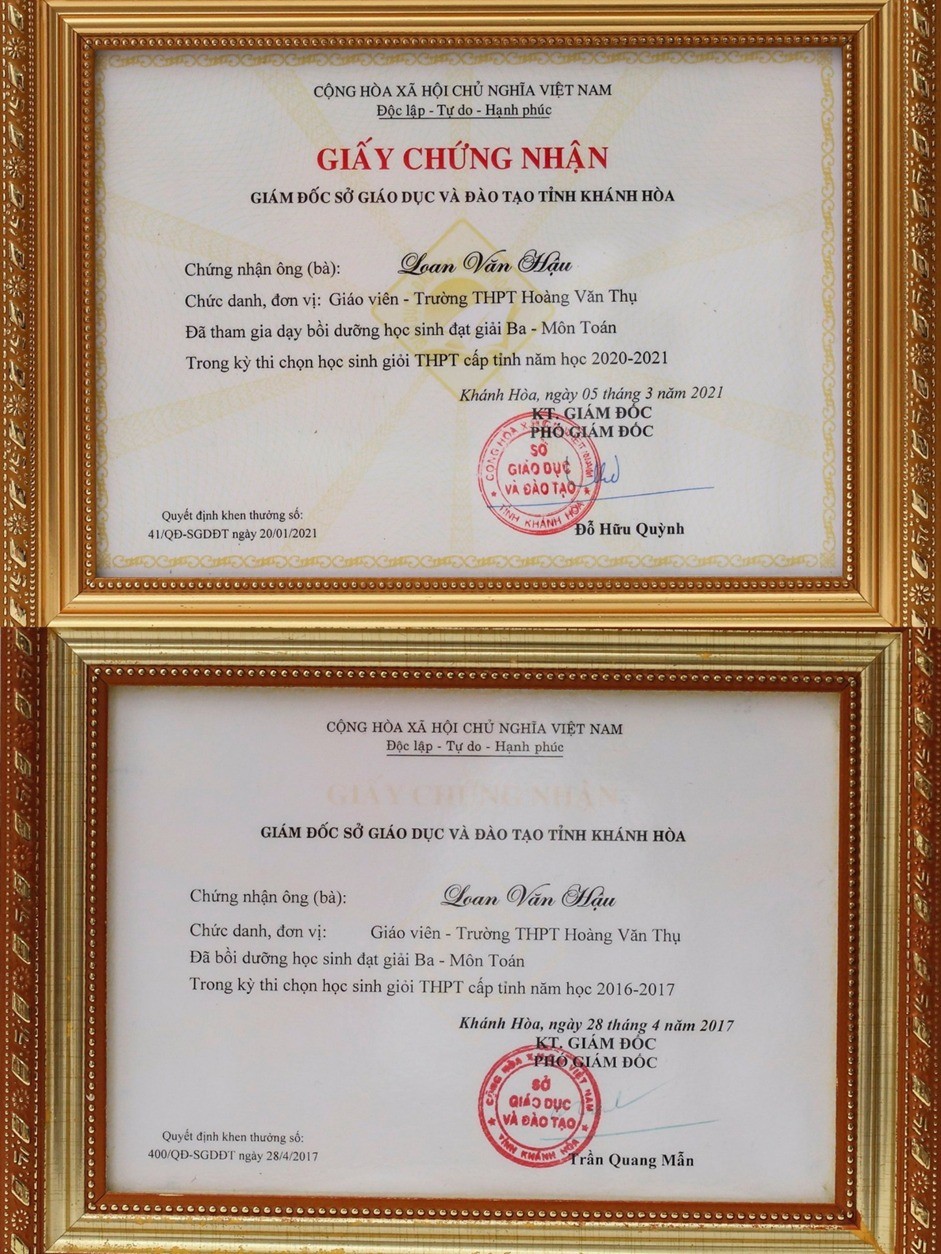 CỘNG HÒA XÃ HỘI CHỦ NGHĨA VIỆT NAM
Độc lập - Tự do - Hạnh phúc
GIẤY CHỨNG NHẬN
GIÁM ĐỐC SỞ GIÁO DỤC VÀ ĐÀO TẠO TỈNH KHÁNH HÒA
Chứng nhận ông (bà): Loan Văn Hậu
Chức danh, đơn vị: Giáo viên - Trường THPT Hoàng Văn Thụ
Đã tham gia dạy bồi dưỡng học sinh đạt giải Ba - Môn Toán
Trong kỳ thi chọn học sinh giỏi THPT cấp tỉnh năm học 2020-2021
Khánh Hòa, ngày 05 tháng 3 năm 2021
KT. GIÁM ĐỐC
PHÓ GIÁM ĐỐC
SỞ
GIÁO DỤC
VÀ ĐÀO TẠO
TỈNH KHÁNH HÒA
Quyết định khen thưởng số:
41/QĐ-SGDĐT ngày 20/01/2021
Đỗ Hữu Quỳnh
CỘNG HÒA XÃ HỘI CHỦ NGHĨA VIỆT NAM
Độc lập - Tự do - Hạnh phúc
GIẤY CHỨNG NHẬN
GIÁM ĐỐC SỞ GIÁO DỤC VÀ ĐÀO TẠO TỈNH KHÁNH HÒA
Chứng nhận ông (bà): Loan Văn Hậu
Chức danh, đơn vị: Giáo viên - Trường THPT Hoàng Văn Thụ
Đã bồi dưỡng học sinh đạt giải Ba - Môn Toán
Trong kỳ thi chọn học sinh giỏi THPT cấp tỉnh năm học 2016-2017
Khánh Hòa, ngày 28 tháng 4 năm 2017
KT. GIÁM ĐỐC
PHÓ GIÁM ĐỐC
SỞ
GIÁO DỤC
VÀ ĐÀO TẠO
TỈNH KHÁNH HÒA
Quyết định khen thưởng số:
400/QĐ-SGDĐT ngày 28/4/2017
Trần Quang Mẫn